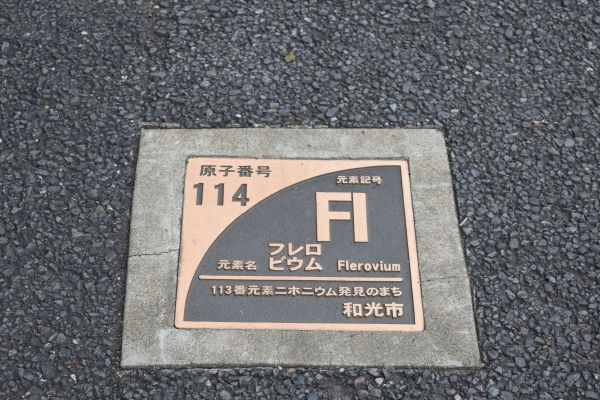 原子番号
114
元素記号
Fl
元素名 フレロビウム Flerovium
113番元素ニホニウム発見のまち
和光市